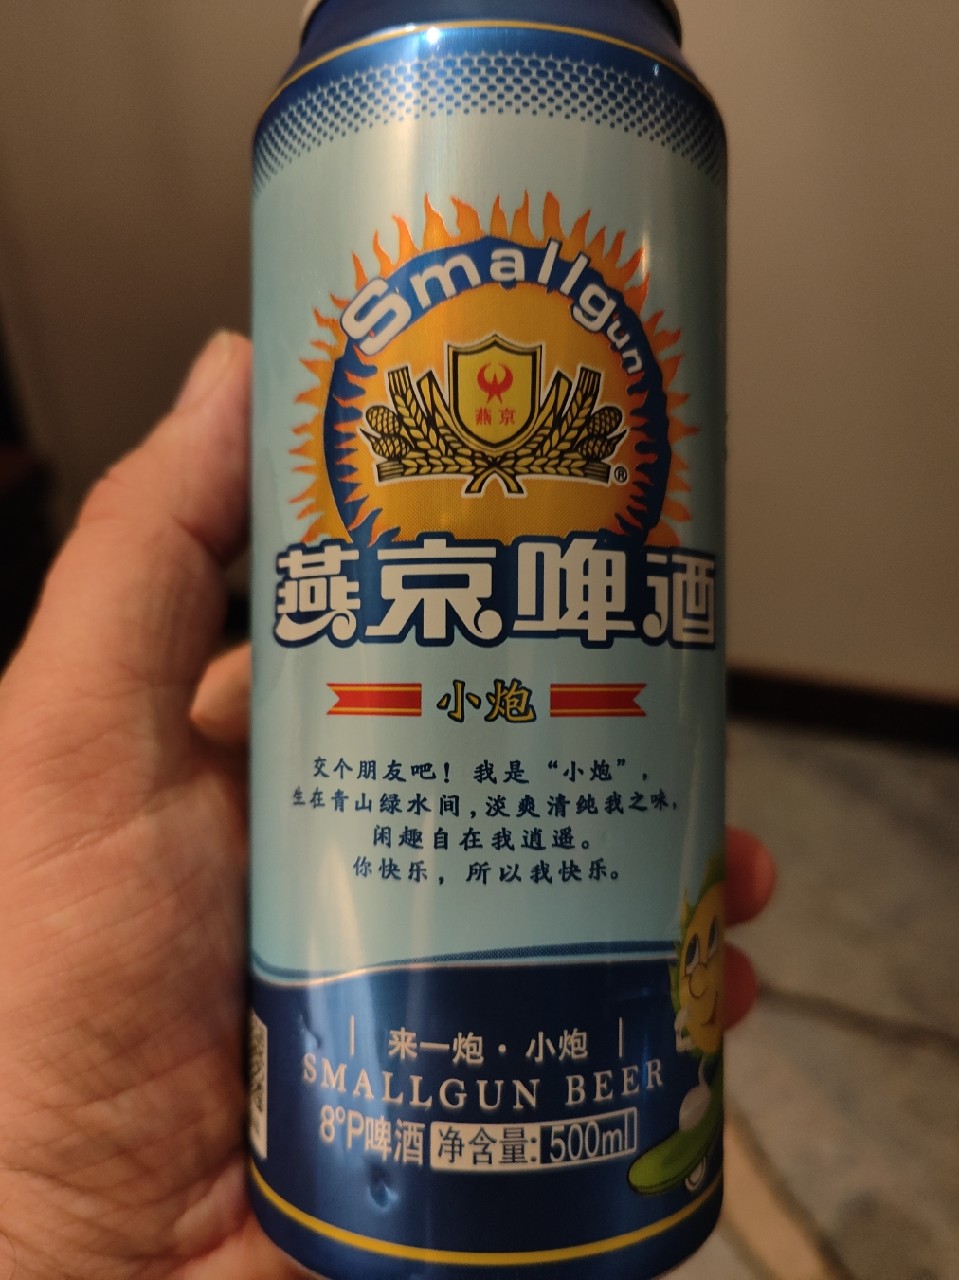 Smallgun
燕京
®
燕京啤酒
小炮
交个朋友吧！我是“小炮”，
生在青山绿水间，淡爽清纯我之味，
闲趣自在我逍遥。
你快乐，所以我快乐。
来一炮·小炮
SMALLGUN BEER
8°P啤酒 净含量:500ml